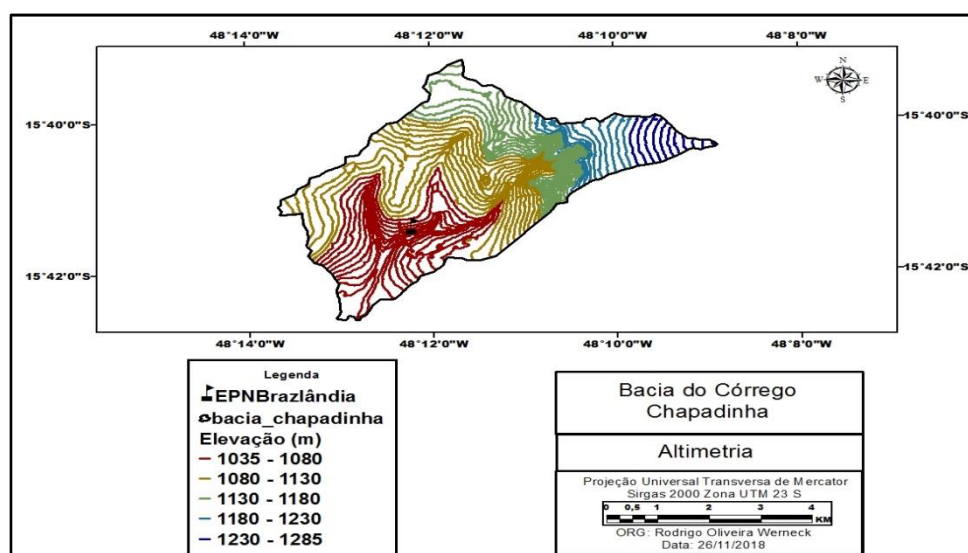 48°14'0"W 48°12'0"W 48°10'0"W 48°8'0"W
N
W E
S
15°40'0"S 15°40'0"S
15°42'0"S 15°42'0"S
48°14'0"W 48°12'0"W 48°10'0"W 48°8'0"W
Legenda
EPNBrazlândia
bacia_chapadinha
Elevação (m)
1035 - 1080
1080 - 1130
1130 - 1180
1180 - 1230
1230 - 1285
Bacia do Córrego
Chapadinha
Altimetria
Projeção Universal Transversa de Mercator
Sirgas 2000 Zona UTM 23 S
0 0,5 1 2 3 4
KM
ORG: Rodrigo Oliveira Werneck
Data: 26/11/2018